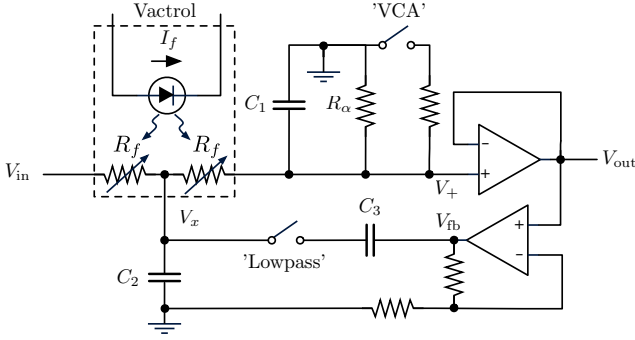 Vactrol
'VCA'
I_f
C_1
R_α
R_f
R_f
V_in
V_out
-
+
V_+
V_x
C_3
V_fb
+
-
'Lowpass'
C_2